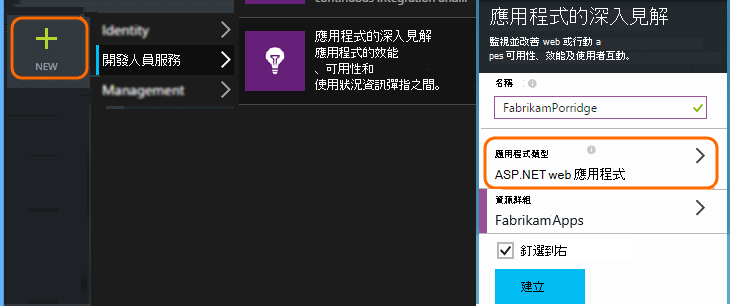 NEW
Identity
開發人員服務
Management
continuous integration and...
應用程式的深入見解
應用程式的效能
、可用性和
使用狀況資訊彈指之間。
應用程式的深入見解
監視並改善 web 或行動 a
pes 可用性、效能及使用者互動。
名稱
FabrikamPorridge
應用程式類型
ASP.NET web 應用程式
資源群組
FabrikamApps
釘選到右
建立